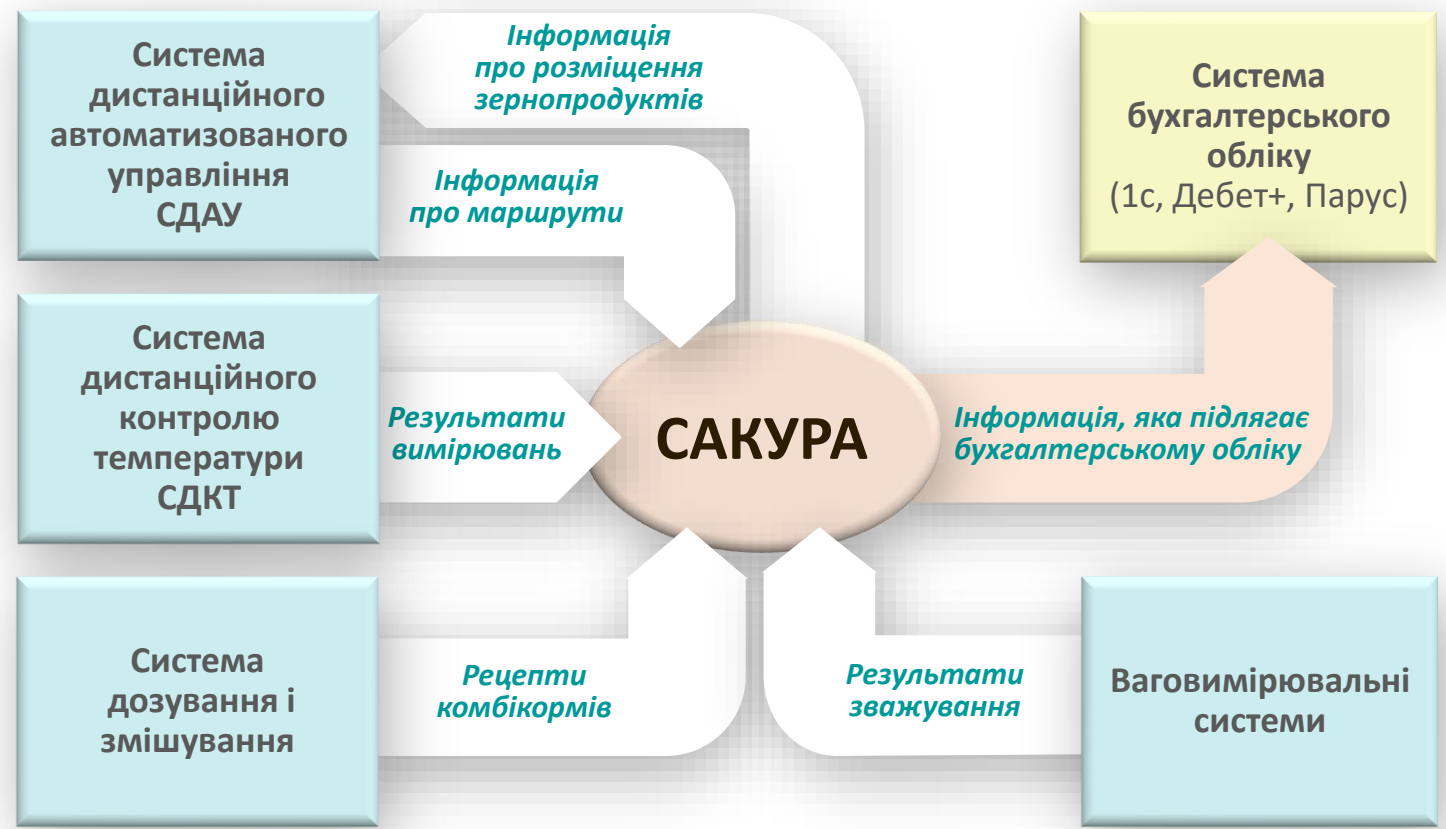 Система
дистанційного
автоматизованого
управління
СДАУ
Інформація
про розміщення
зернопродуктів
Інформація
про маршрути
Система
бухгалтерського
обліку
(1с, Дебет+, Парус)
Система
дистанційного
контролю
температури
СДКТ
Результати
вимірювань
САКУРА
Інформація, яка підлягає
бухгалтерському обліку
Система
дозування і
змішування
Рецепти
комбікормів
Результати
зважування
Ваговимірювальні
системи